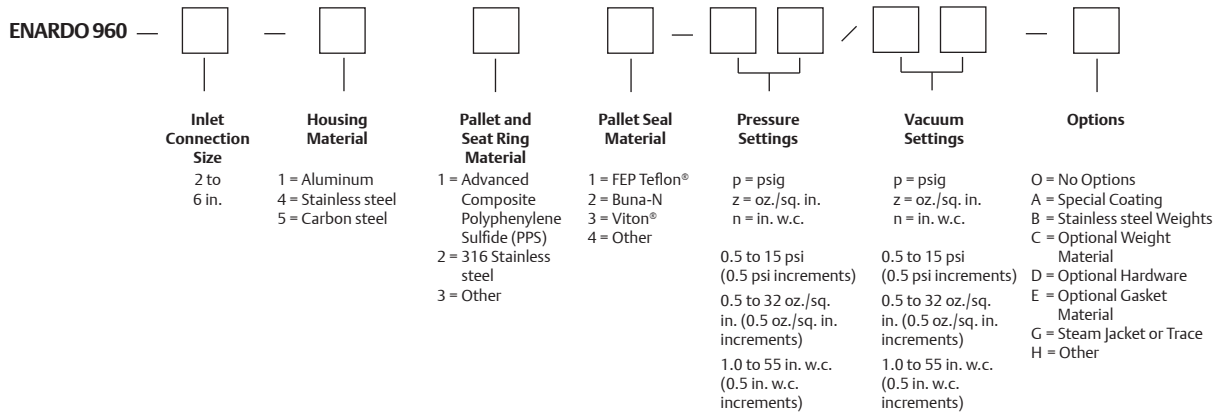 ENARDO 960 — — — / —
Inlet
Connection
Size
2 to
6 in.
Housing
Material
1 = Aluminum
4 = Stainless steel
5 = Carbon steel
Pallet and
Seat Ring
Material
1 = Advanced
Composite
Polyphenylene
Sulfide (PPS)
2 = 316 Stainless
steel
3 = Other
Pallet Seal
Material
1 = FEP Teflon®
2 = Buna-N
3 = Viton®
4 = Other
Pressure
Settings
p = psig
z = oz./sq. in.
n = in. w.c.
0.5 to 15 psi
(0.5 psi increments)
0.5 to 32 oz./sq.
in. (0.5 oz./sq. in.
increments)
1.0 to 55 in. w.c.
(0.5 in. w.c.
increments)
Vacuum
Settings
p = psig
z = oz./sq. in.
n = in. w.c.
0.5 to 15 psi
(0.5 psi increments)
0.5 to 32 oz./sq.
in. (0.5 oz./sq. in.
increments)
1.0 to 55 in. w.c.
(0.5 in. w.c.
increments)
Options
O = No Options
A = Special Coating
B = Stainless steel Weights
C = Optional Weight
Material
D = Optional Hardware
E = Optional Gasket
Material
G = Steam Jacket or Trace
H = Other